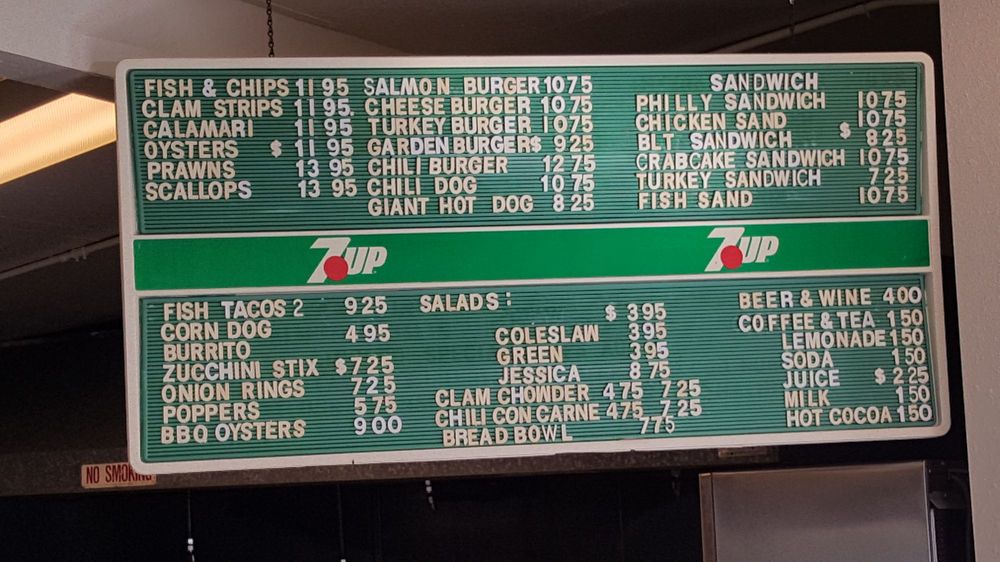 FISH & CHIPS 11 95
CLAM STRIPS 11 95.
CALAMARI 11 95
OYSTERS $ 11 95
PRAWNS 13 95
SCALLOPS 13 95
SALMON BURGER 10 75
CHEESE BURGER 10 75
TURKEY BURGER 10 75
GARDEN BURGER $ 9 25
CHILI BURGER 12 75
CHILI DOG 10 75
GIANT HOT DOG 8 25
SANDWICH
PHILLY SANDWICH 10 75
CHICKEN SAND 10 75
BLT SANDWICH $ 8 25
CRABCAKE SANDWICH 10 75
TURKEY SANDWICH 7 25
FISH SAND 10 75
7UP 7UP
FISH TACOS 2 9 25
CORN DOG 4 95
BURRITO
ZUCCHINI STIX $ 7 25
ONION RINGS 7 25
POPPERS 5 75
BBQ OYSTERS 9 00
SALADS:
$ 3 95
COLESLAW 3 95
GREEN 3 95
JESSICA 8 75
CLAM CHOWDER 4 75 7 25
CHILI CON CARNE 4 75 7 25
BREAD BOWL 7 75
BEER & WINE 4 00
COFFEE & TEA 1 50
LEMONADE 1 50
SODA 1 50
JUICE $ 2 25
MILK 1 50
HOT COCOA 1 50
NO SMOKING